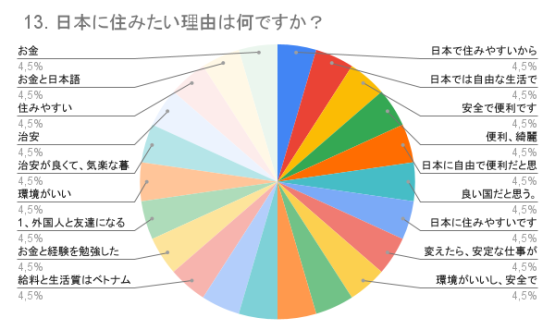 13. 日本に住みたい理由は何ですか？
お金
4,5%
お金と日本語
4,5%
住みやすい
4,5%
治安
4,5%
治安が良くて、気楽な暮
4,5%
環境がいい
4,5%
1、外国人と友達になる
4,5%
お金と経験を勉強した
4,5%
給料と生活質はベトナム
4,5%
日本で住みやすいから
4,5%
日本では自由な生活で
4,5%
安全で便利です
4,5%
便利、綺麗
4,5%
日本に自由で便利だと思
4,5%
良い国だと思う。
4,5%
日本に住みやすいです
4,5%
変えたら、安定な仕事が
4,5%
環境がいいし、安全で
4,5%